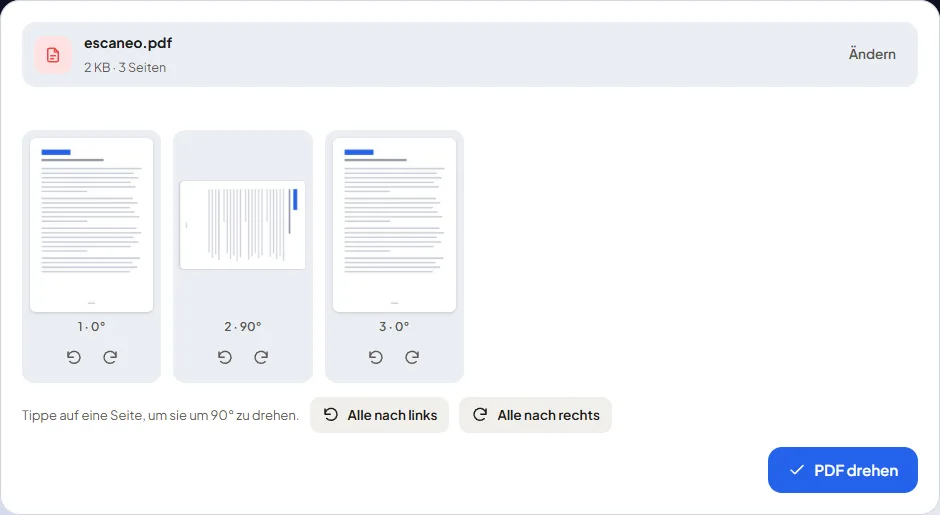 escaneo.pdf
2 KB · 3 Seiten
Ändern
1 · 0°
2 · 90°
3 · 0°
Tippe auf eine Seite, um sie um 90° zu drehen.
Alle nach links
Alle nach rechts
PDF drehen